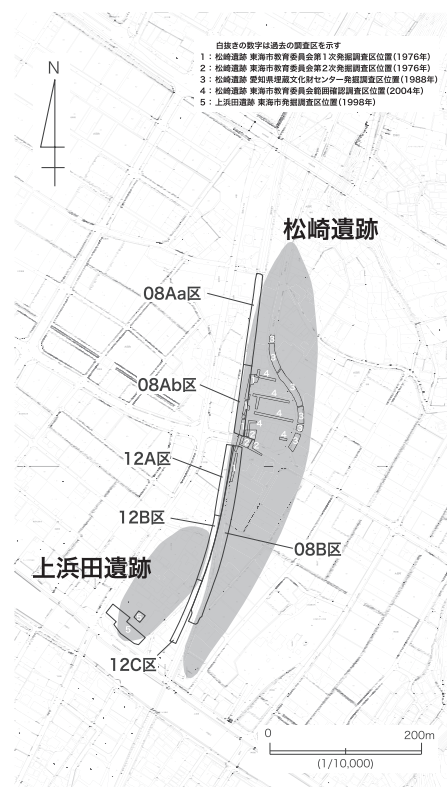 白抜きの数字は過去の調査区を示す
1：松崎遺跡 東海市教育委員会第1次発掘調査区位置（1976年）
2：松崎遺跡 東海市教育委員会第2次発掘調査区位置（1976年）
3：松崎遺跡 愛知県埋蔵文化財センター発掘調査区位置（1988年）
4：松崎遺跡 東海市教育委員会範囲確認調査区位置（2004年）
5：上浜田遺跡 東海市発掘調査区位置（1998年）
N
松崎遺跡
08Aa区
08Ab区
4
4
4
4
4
2
12A区
12B区
08B区
上浜田遺跡
5
12C区
0
200m
(1/10,000)